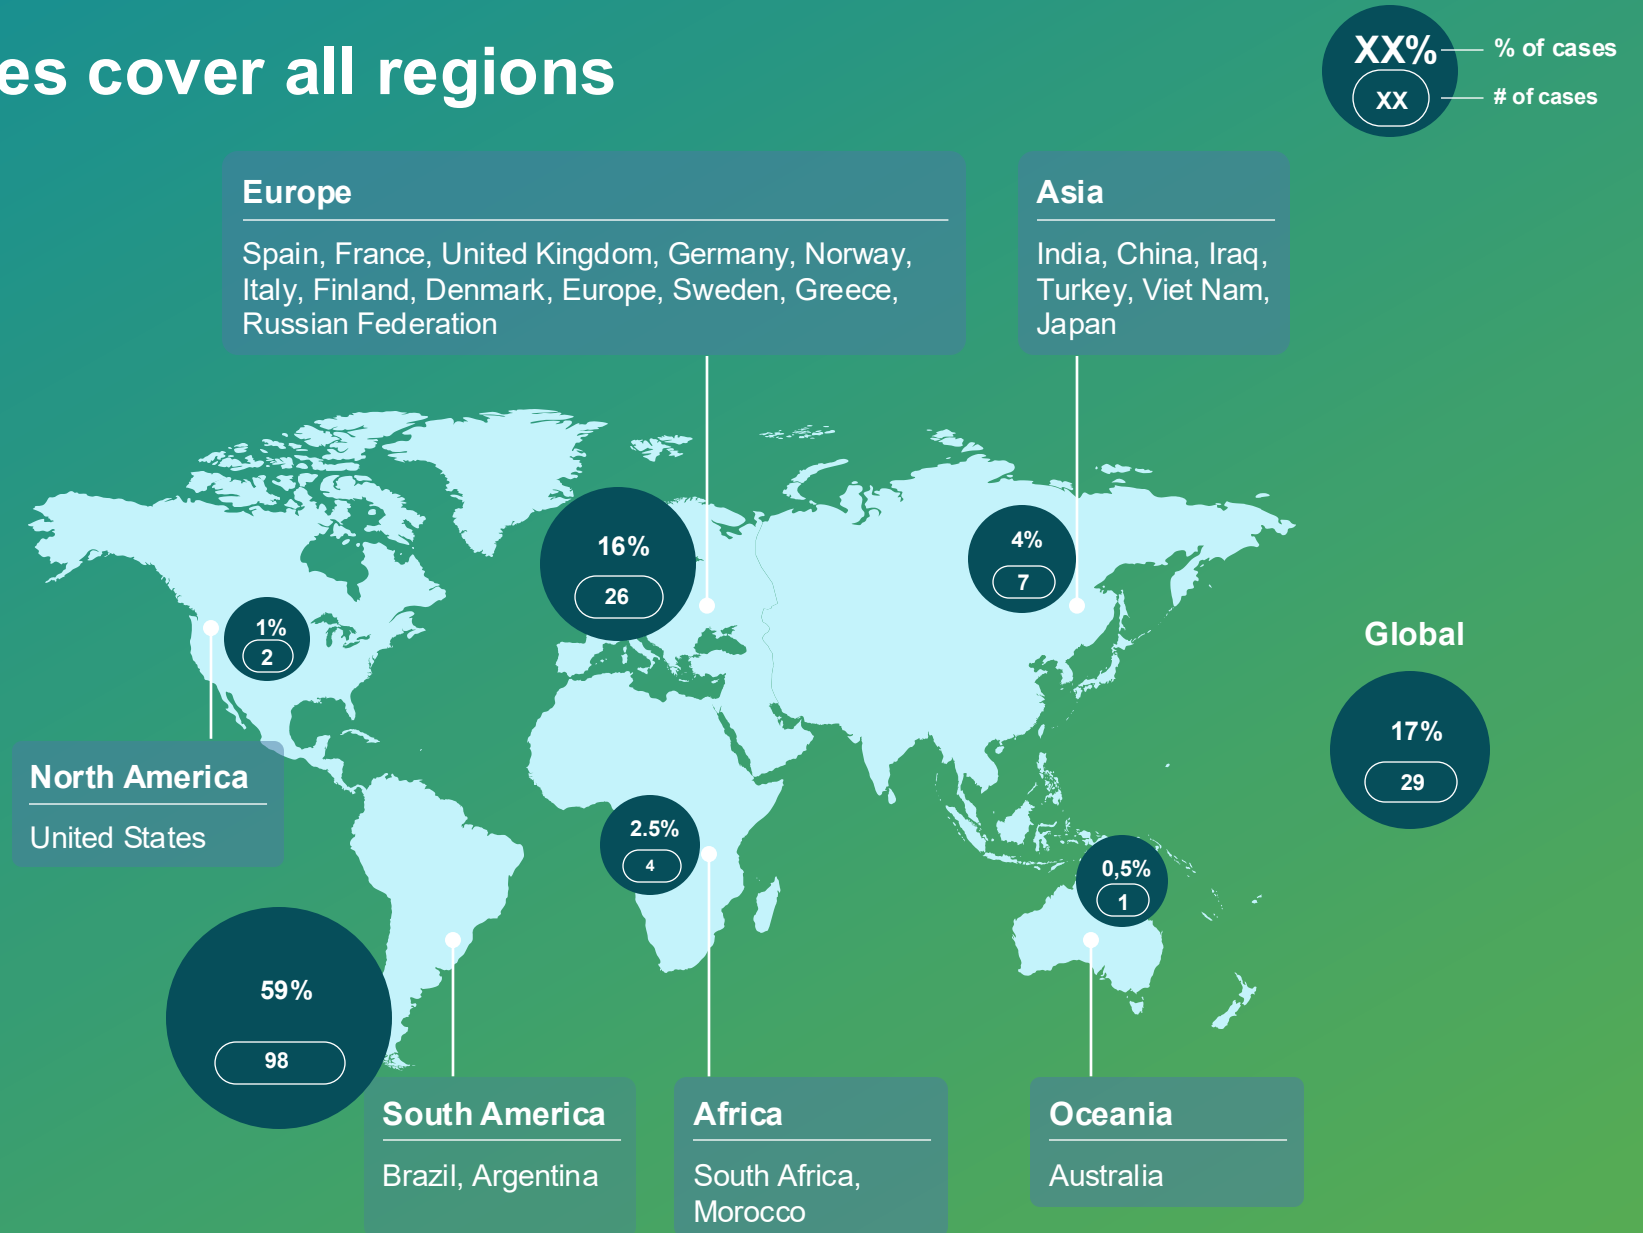 es cover all regions
XX%
% of cases
XX
# of cases
Europe
Spain, France, United Kingdom, Germany, Norway,
Italy, Finland, Denmark, Europe, Sweden, Greece,
Russian Federation
Asia
India, China, Iraq,
Turkey, Viet Nam,
Japan
16%
26
4%
7
1%
2
Global
17%
29
North America
United States
2.5%
4
0,5%
1
59%
98
South America
Brazil, Argentina
Africa
South Africa,
Morocco
Oceania
Australia